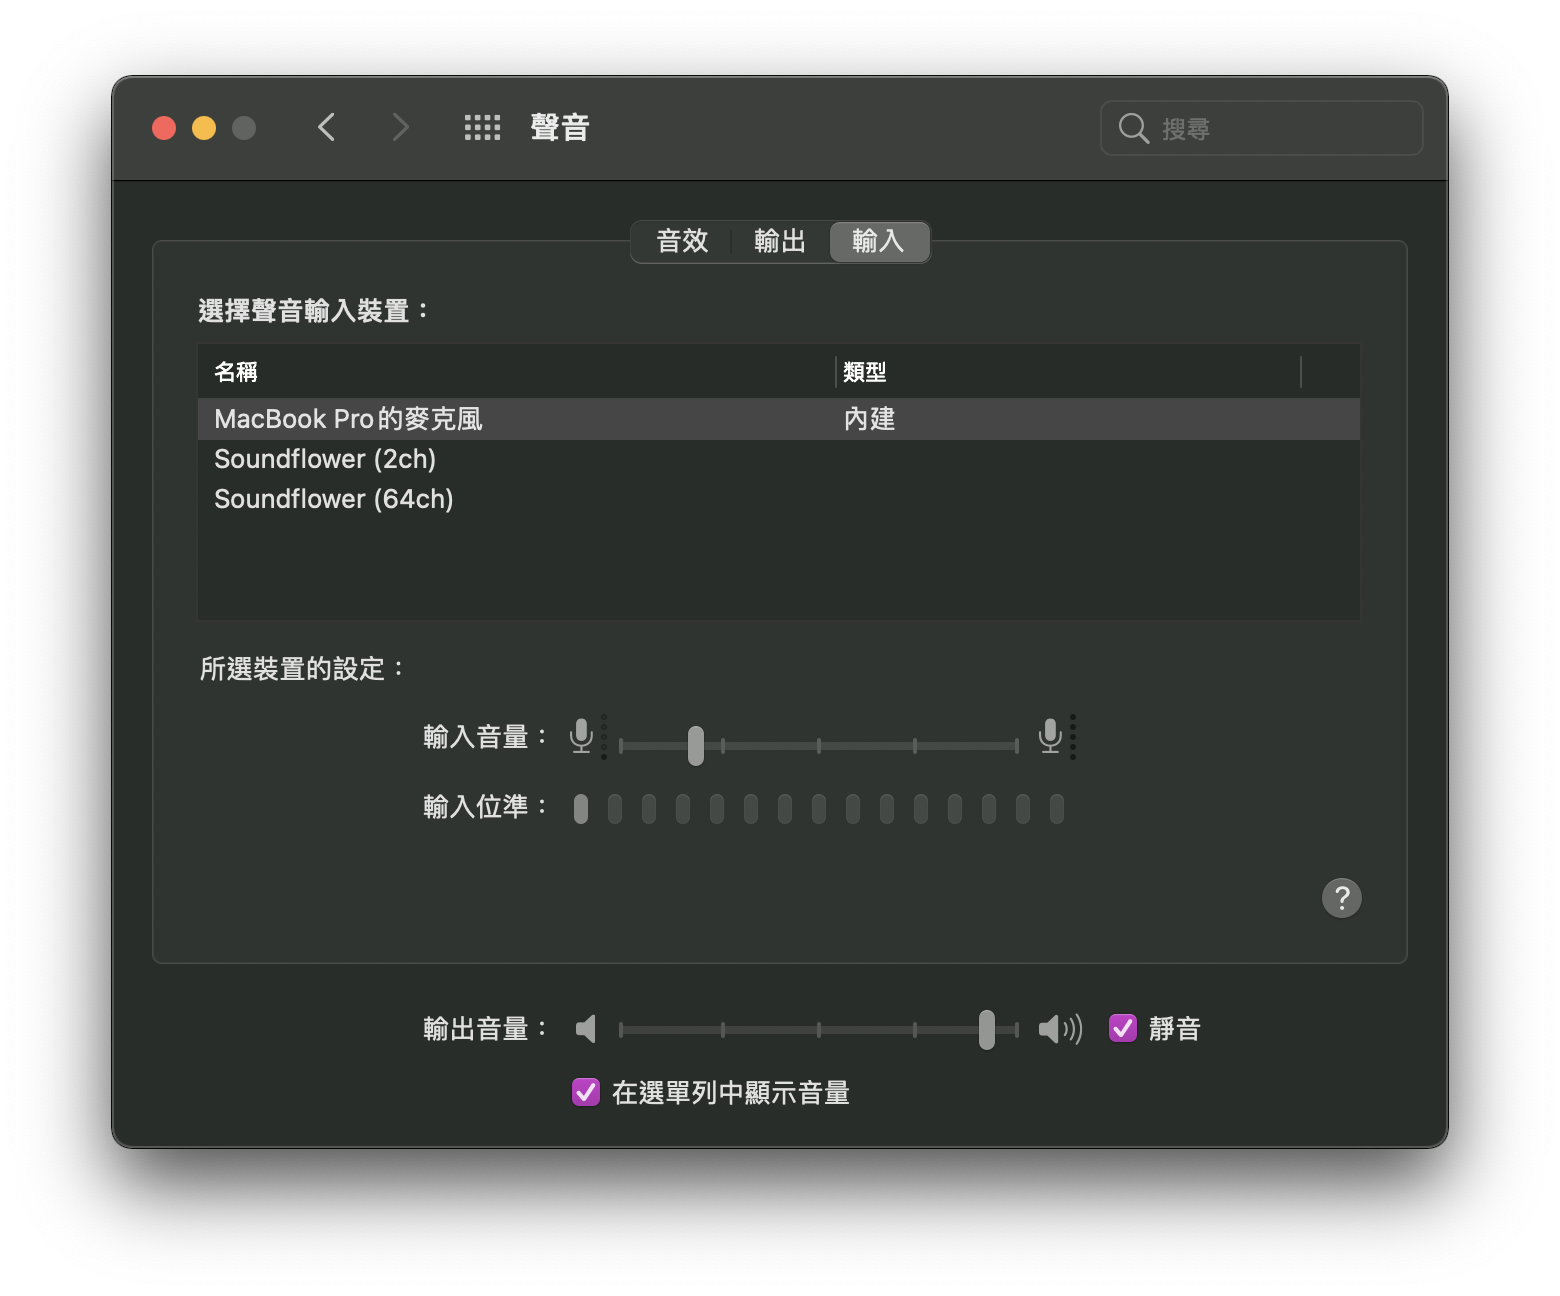 聲音
搜尋
音效 輸出 輸入
選擇聲音輸入裝置：
名稱 類型
MacBook Pro的麥克風 內建
Soundflower (2ch)
Soundflower (64ch)
所選裝置的設定：
輸入音量：
輸入位準：
?
輸出音量： 靜音
在選單列中顯示音量